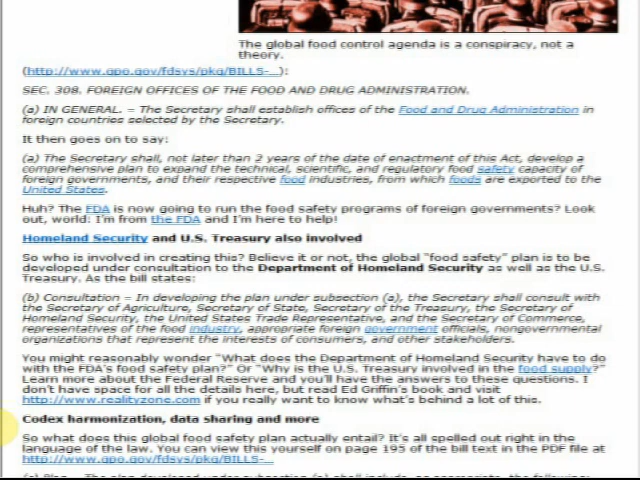 The global food control agenda is a conspiracy, not a
theory.
(http://www.gpo.gov/fdsys/pkg/BILLS-...):
SEC. 308. FOREIGN OFFICES OF THE FOOD AND DRUG ADMINISTRATION.
(a) IN GENERAL. – The Secretary shall establish offices of the Food and Drug Administration in
foreign countries selected by the Secretary.
It then goes on to say:
(a) The Secretary shall, not later than 2 years of the date of enactment of this Act, develop a
comprehensive plan to expand the technical, scientific, and regulatory food safety capacity of
foreign governments, and their respective food industries, from which foods are exported to the
United States.
Huh? The FDA is now going to run the food safety programs of foreign governments? Look
out, world: I'm from the FDA and I'm here to help!
Homeland Security and U.S. Treasury also involved
So who is involved in creating this? Believe it or not, the global "food safety" plan is to be
developed under consultation to the Department of Homeland Security as well as the U.S.
Treasury. As the bill states:
(b) Consultation – In developing the plan under subsection (a), the Secretary shall consult with
the Secretary of Agriculture, Secretary of State, Secretary of the Treasury, the Secretary of
Homeland Security, the United States Trade Representative, and the Secretary of Commerce,
representatives of the food industry, appropriate foreign government officials, nongovernmental
organizations that represent the interests of consumers, and other stakeholders.
You might reasonably wonder "What does the Department of Homeland Security have to do
with the FDA's food safety plan?" Or "Why is the U.S. Treasury involved in the food supply?"
Learn more about the Federal Reserve and you'll have the answers to these questions. I
don't have space for all the details here, but read Ed Griffin's book and visit
http://www.realityzone.com if you really want to know what's behind a lot of this.
Codex harmonization, data sharing and more
So what does this global food safety plan actually entail? It's all spelled out right in the
language of the law. You can view this yourself on page 195 of the bill text in the PDF file at
http://www.gpo.gov/fdsys/pkg/BILLS-...